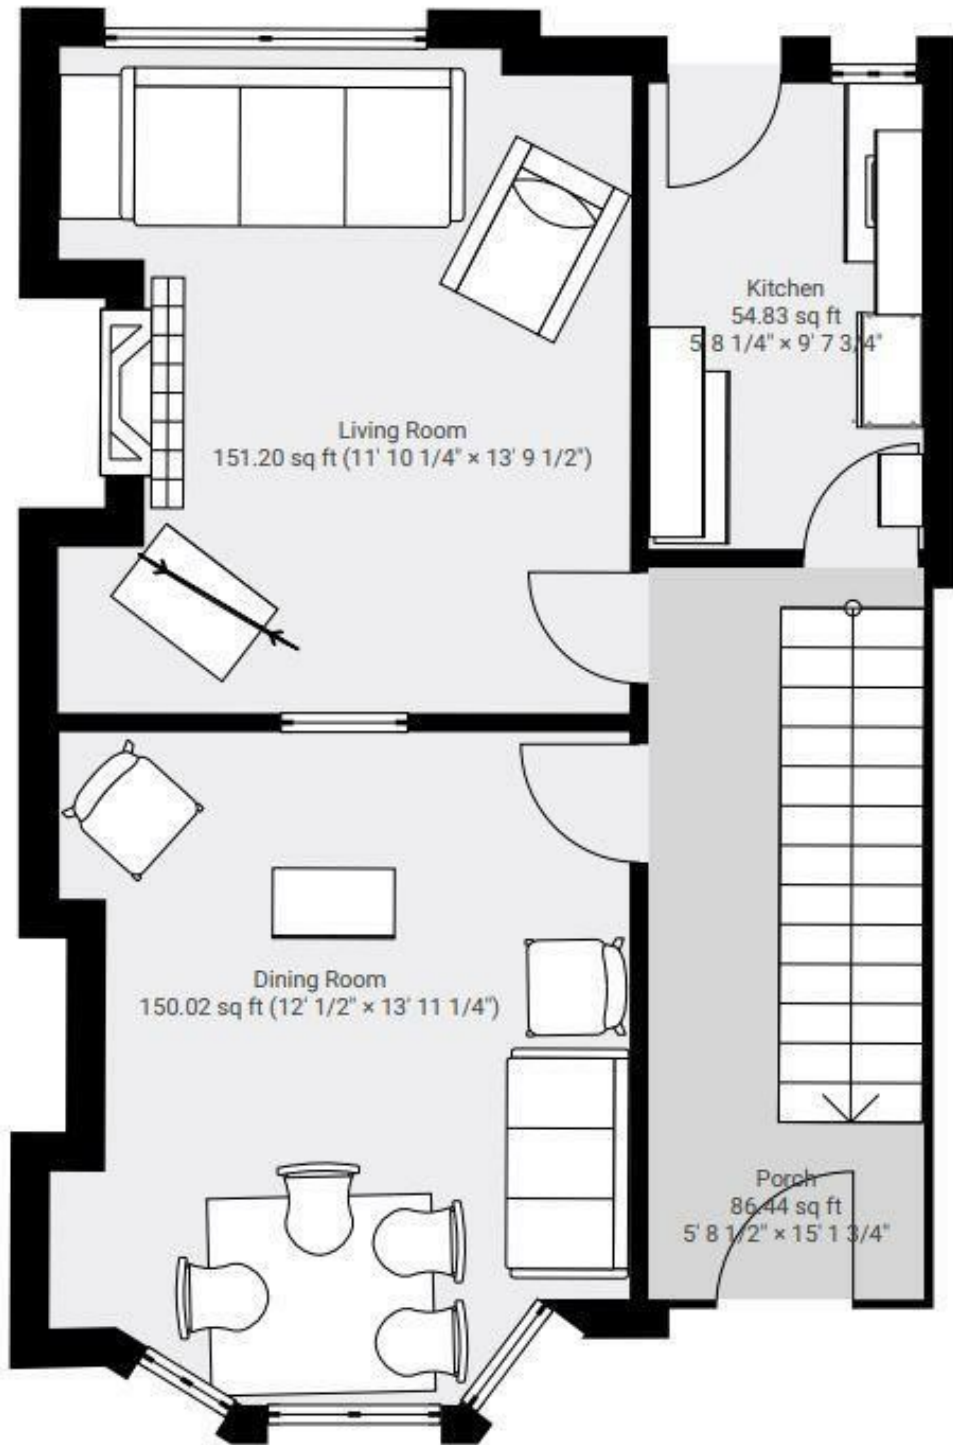 Kitchen
54.83 sq ft
5' 8 1/4" × 9' 7 3/4"
Living Room
151.20 sq ft (11' 10 1/4" × 13' 9 1/2")
Dining Room
150.02 sq ft (12' 1/2" × 13' 11 1/4")
Porch
86.44 sq ft
5' 8 1/2" × 15' 1 3/4"